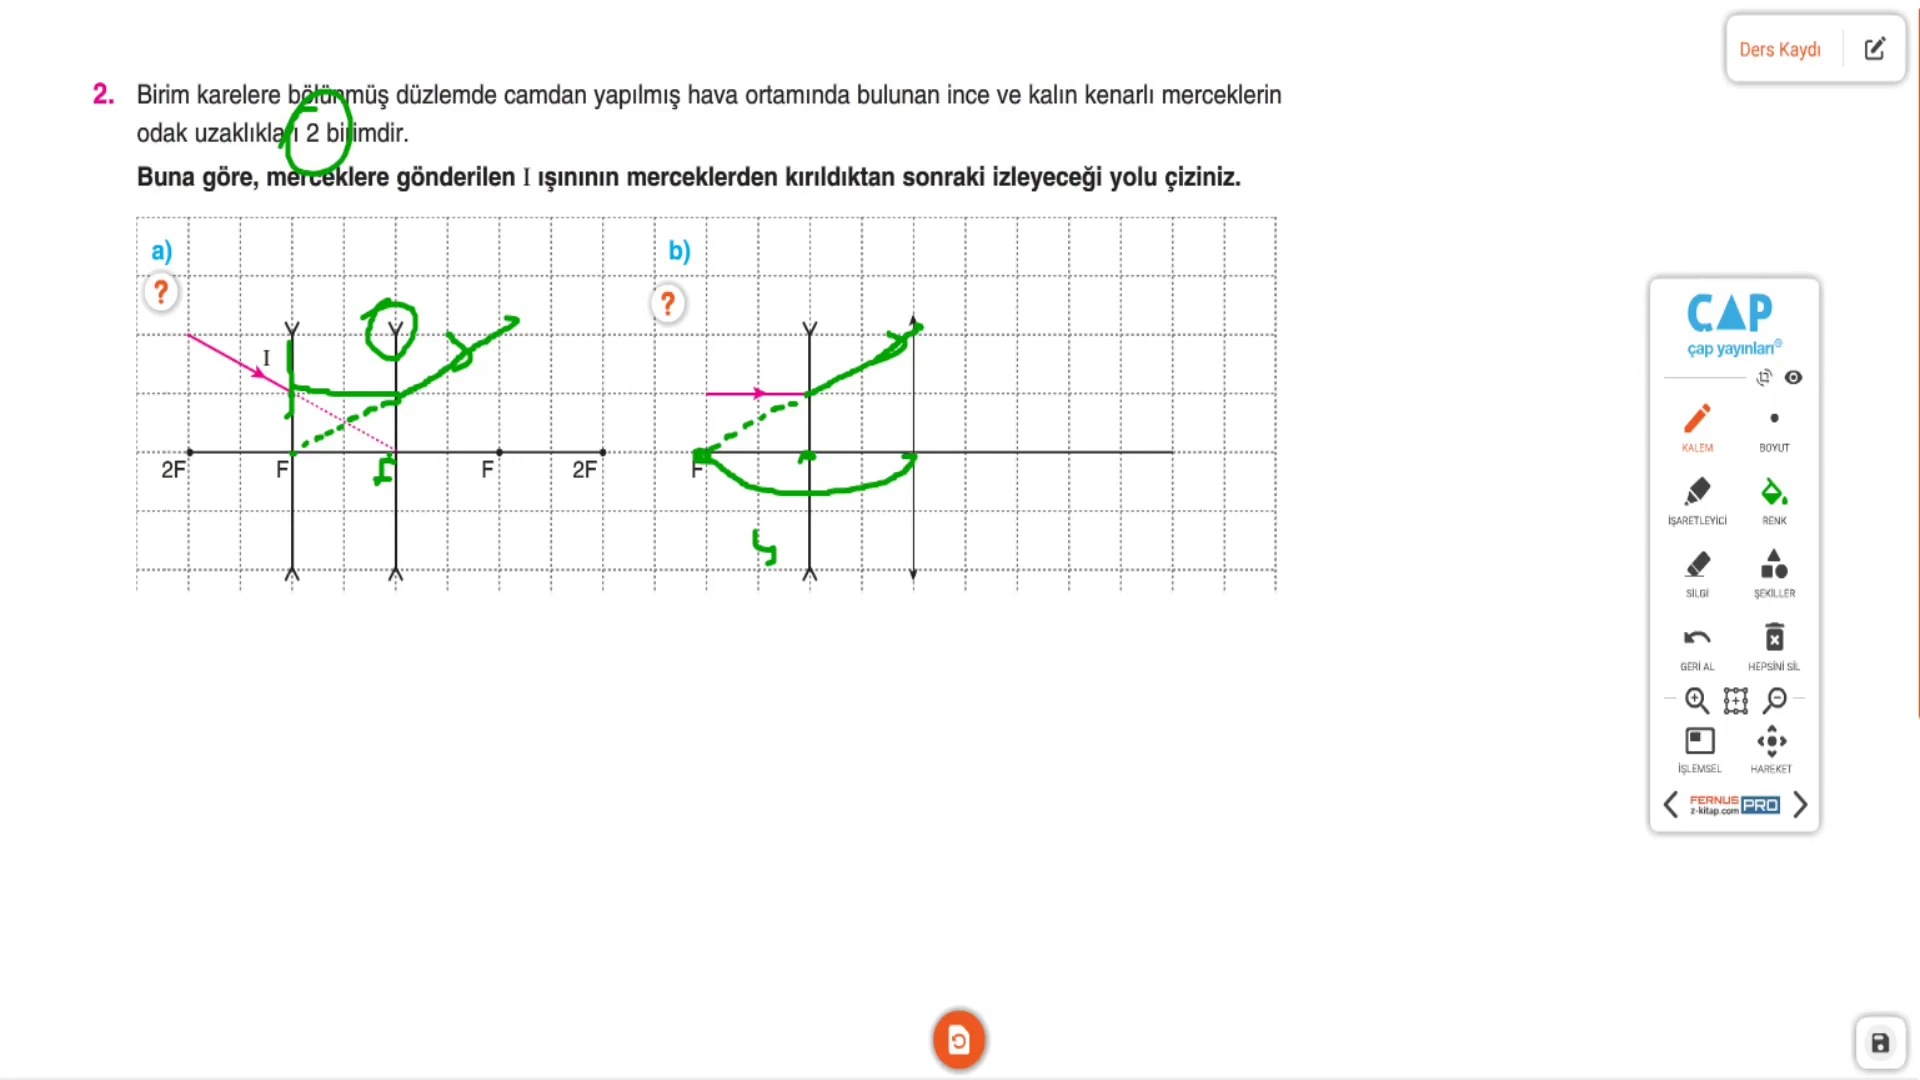 Ders Kaydı
2. Birim karelere bölünmüş düzlemde camdan yapılmış hava ortamında bulunan ince ve kalın kenarlı merceklerin
odak uzaklıkları 2 birimdir.
Buna göre, merceklere gönderilen I ışınının merceklerden kırıldıktan sonraki izleyeceği yolu çiziniz.
a)
b)
?
?
I
2F F F 2F
F
ÇAP
çap yayınları
KALEM BOYUT
İŞARETLEYİCİ RENK
SİLGİ ŞEKİLLER
GERİ AL HEPSİNİ SİL
İŞLEMSEL HAREKET
FERNUS PRO
z-kitap.com